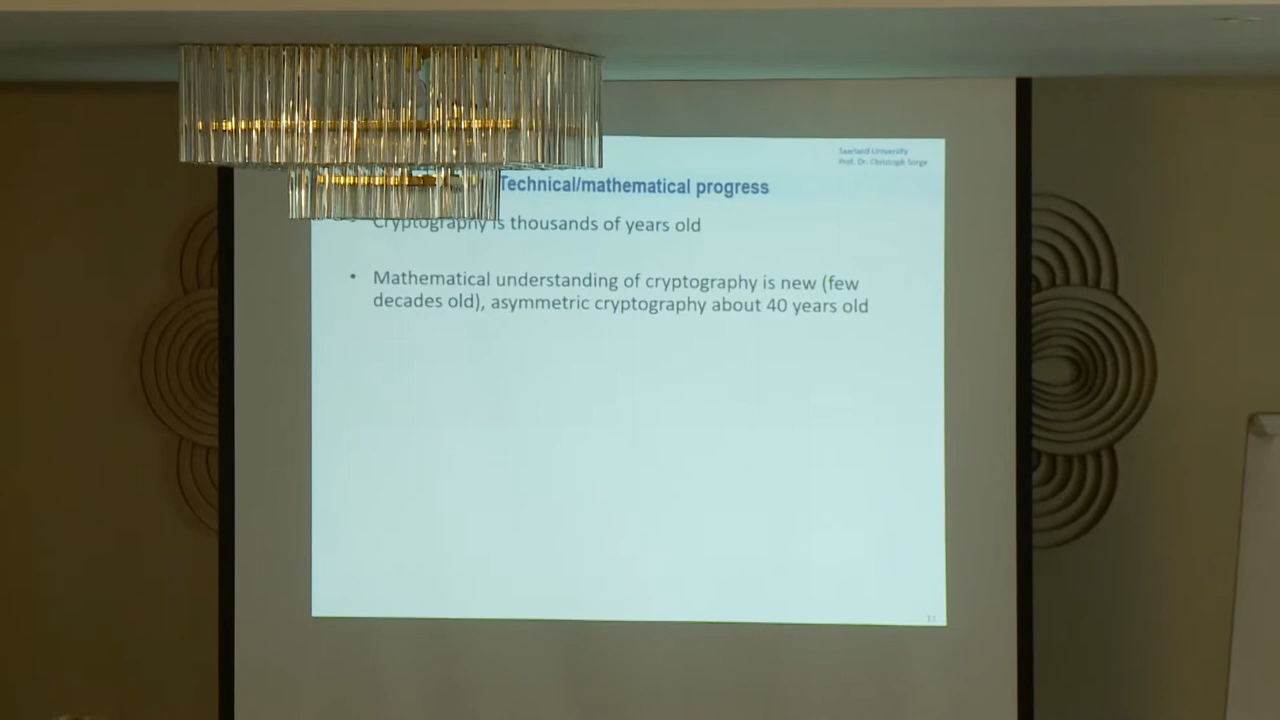 Saarland University
Prof. Dr. Christoph Sorge
Technical/mathematical progress
Cryptography is thousands of years old
• Mathematical understanding of cryptography is new (few
decades old), asymmetric cryptography about 40 years old
11